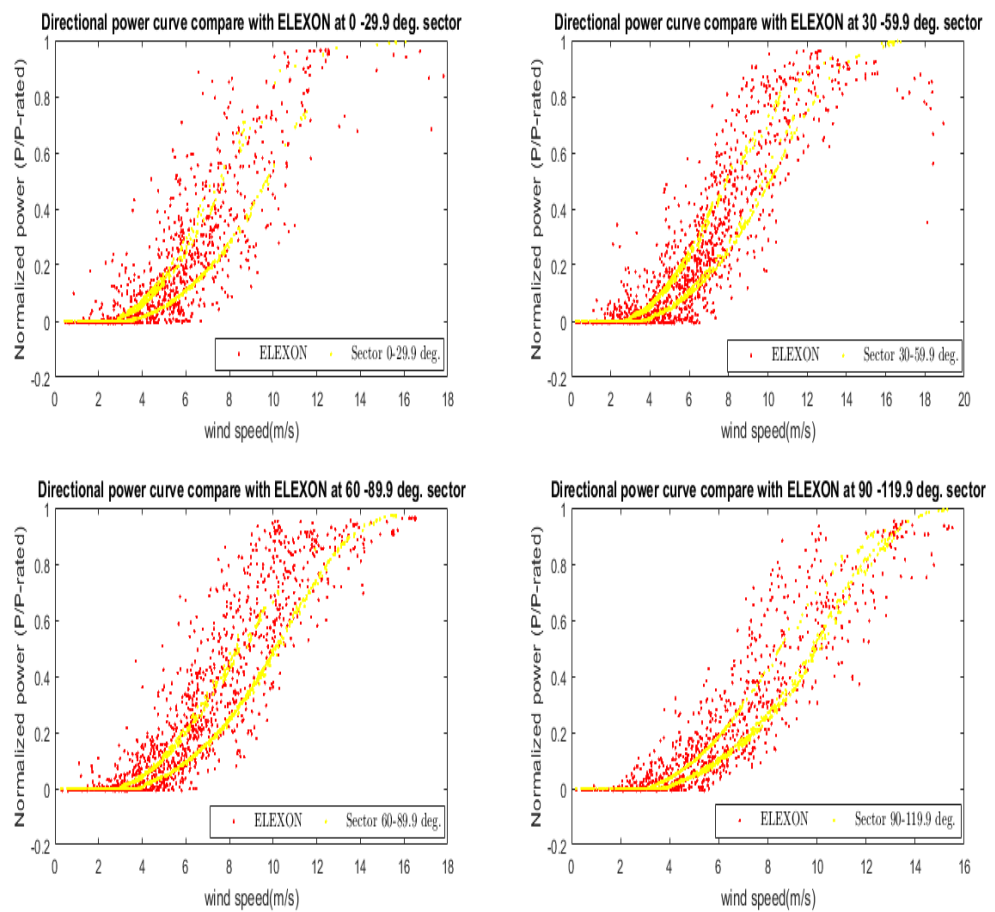 Directional power curve compare with ELEXON at 0 -29.9 deg. sector
Normalized power (P/P-rated)
1
0.8
0.6
0.4
0.2
0
-0.2
ELEXON Sector 0-29.9 deg.
0 2 4 6 8 10 12 14 16 18
wind speed(m/s)
Directional power curve compare with ELEXON at 30 -59.9 deg. sector
Normalized power (P/P-rated)
1
0.8
0.6
0.4
0.2
0
-0.2
ELEXON Sector 30-59.9 deg.
0 2 4 6 8 10 12 14 16 18 20
wind speed(m/s)
Directional power curve compare with ELEXON at 60 -89.9 deg. sector
Normalized power (P/P-rated)
1
0.8
0.6
0.4
0.2
0
-0.2
ELEXON Sector 60-89.9 deg.
0 2 4 6 8 10 12 14 16 18
wind speed(m/s)
Directional power curve compare with ELEXON at 90 -119.9 deg. sector
Normalized power (P/P-rated)
1
0.8
0.6
0.4
0.2
0
-0.2
ELEXON Sector 90-119.9 deg.
0 2 4 6 8 10 12 14 16
wind speed(m/s)